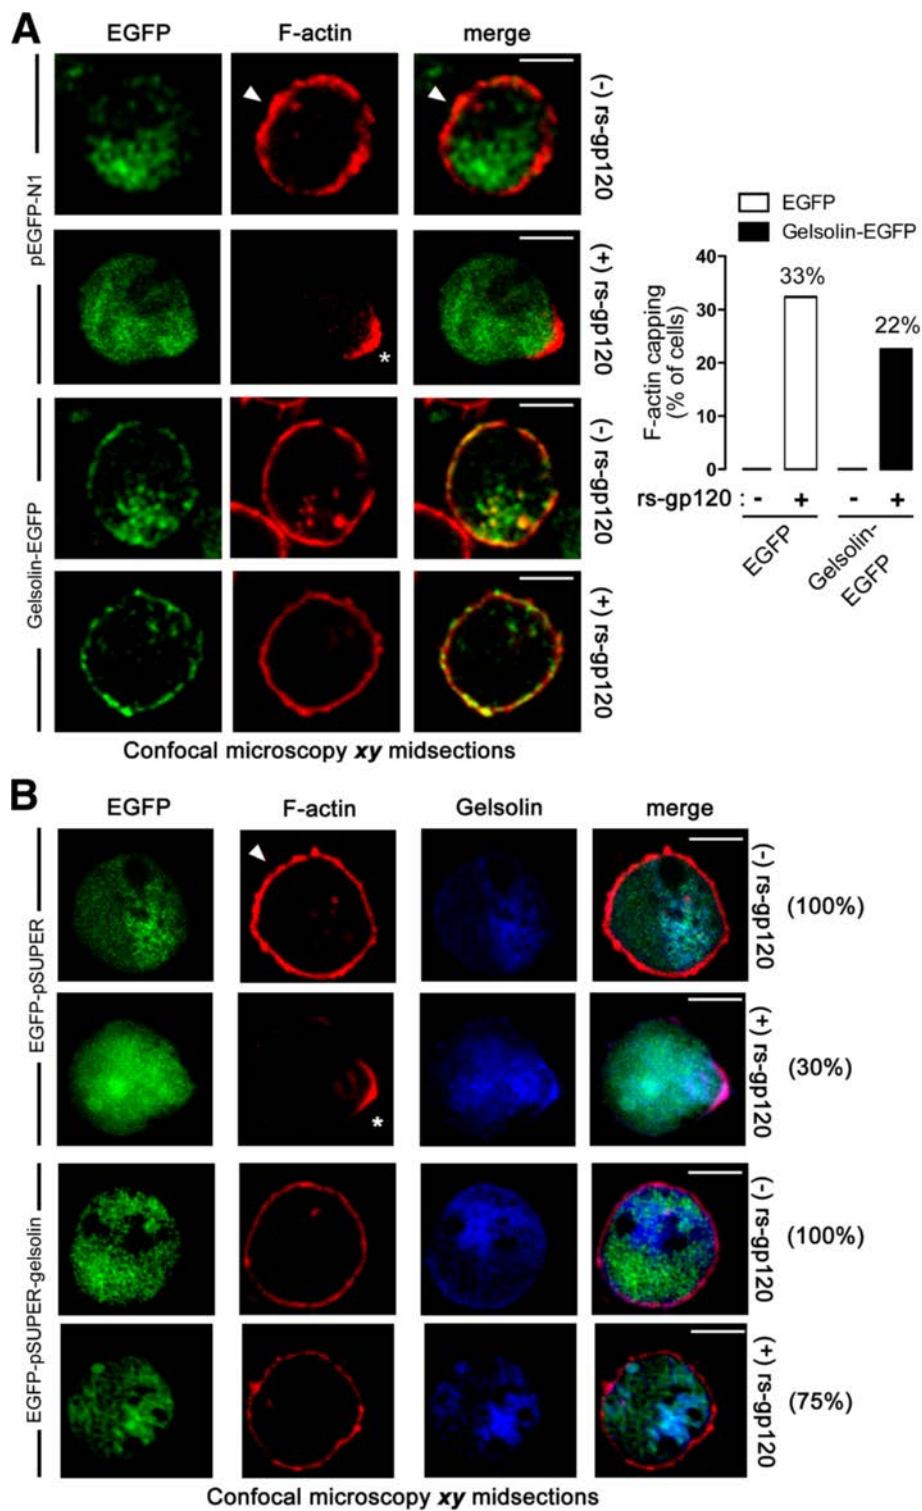 A
EGFP F-actin merge
pEGFP-N1
(-) rs-gp120
(+) rs-gp120
*
Gelsolin-EGFP
(-) rs-gp120
(+) rs-gp120
Confocal microscopy xy midsections
EGFP
Gelsolin-EGFP
F-actin capping
(% of cells)
40
30
20
10
0
33%
22%
rs-gp120 : - + - +
EGFP
Gelsolin-
EGFP
B
EGFP F-actin Gelsolin merge
EGFP-pSUPER
(-) rs-gp120 (100%)
(+) rs-gp120 (30%)
*
EGFP-pSUPER-gelsolin
(-) rs-gp120 (100%)
(+) rs-gp120 (75%)
Confocal microscopy xy midsections